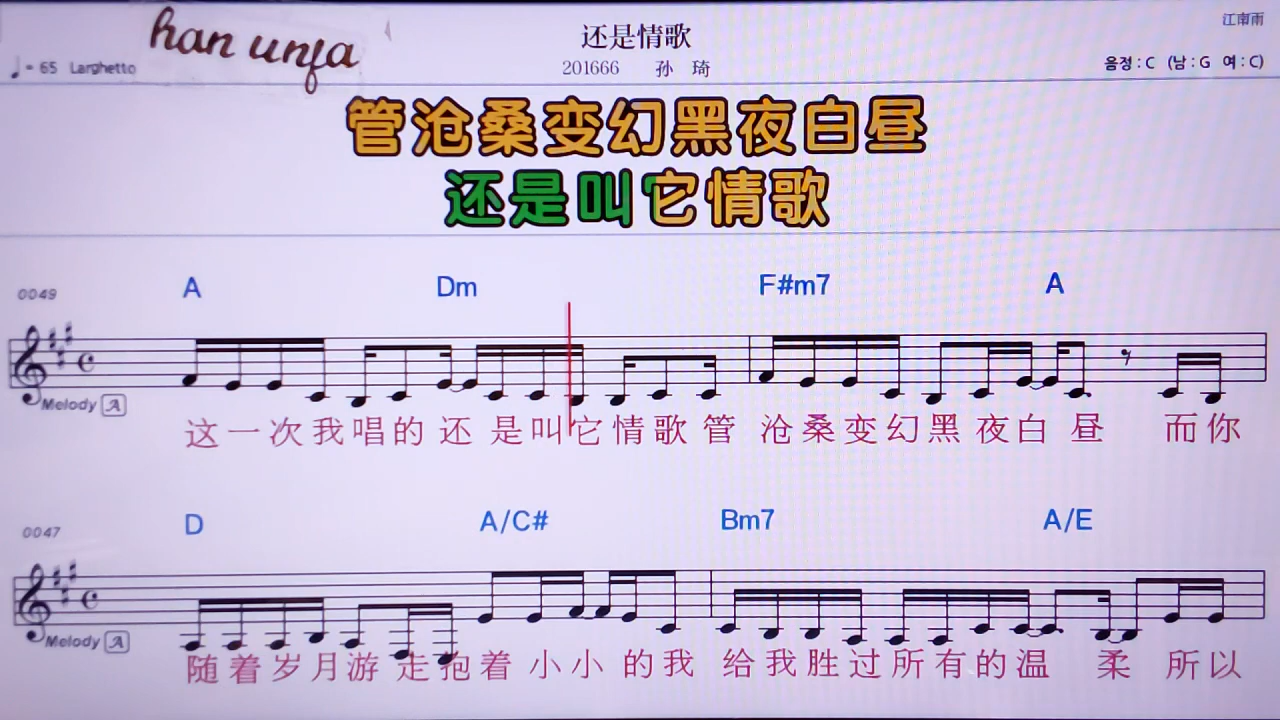 han unfa
还是情歌
江南雨
♩= 65 Larghetto
201666 孙 琦
음정 : C (남 : G 여 : C)
管沧桑变幻黑夜白昼
还是叫它情歌
A Dm F#m7 A
0049
Melody A
这一次我唱的还是叫它情歌管沧桑变幻黑夜白昼 而你
D A/C# Bm7 A/E
0047
Melody A
随着岁月游走抱着小小的我给我胜过所有的温柔所以